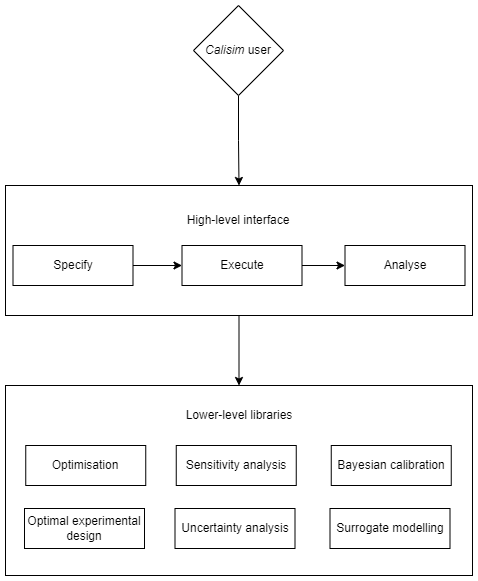 Calisim user
High-level interface
Specify
Execute
Analyse
Lower-level libraries
Optimisation
Sensitivity analysis
Bayesian calibration
Optimal experimental
design
Uncertainty analysis
Surrogate modelling